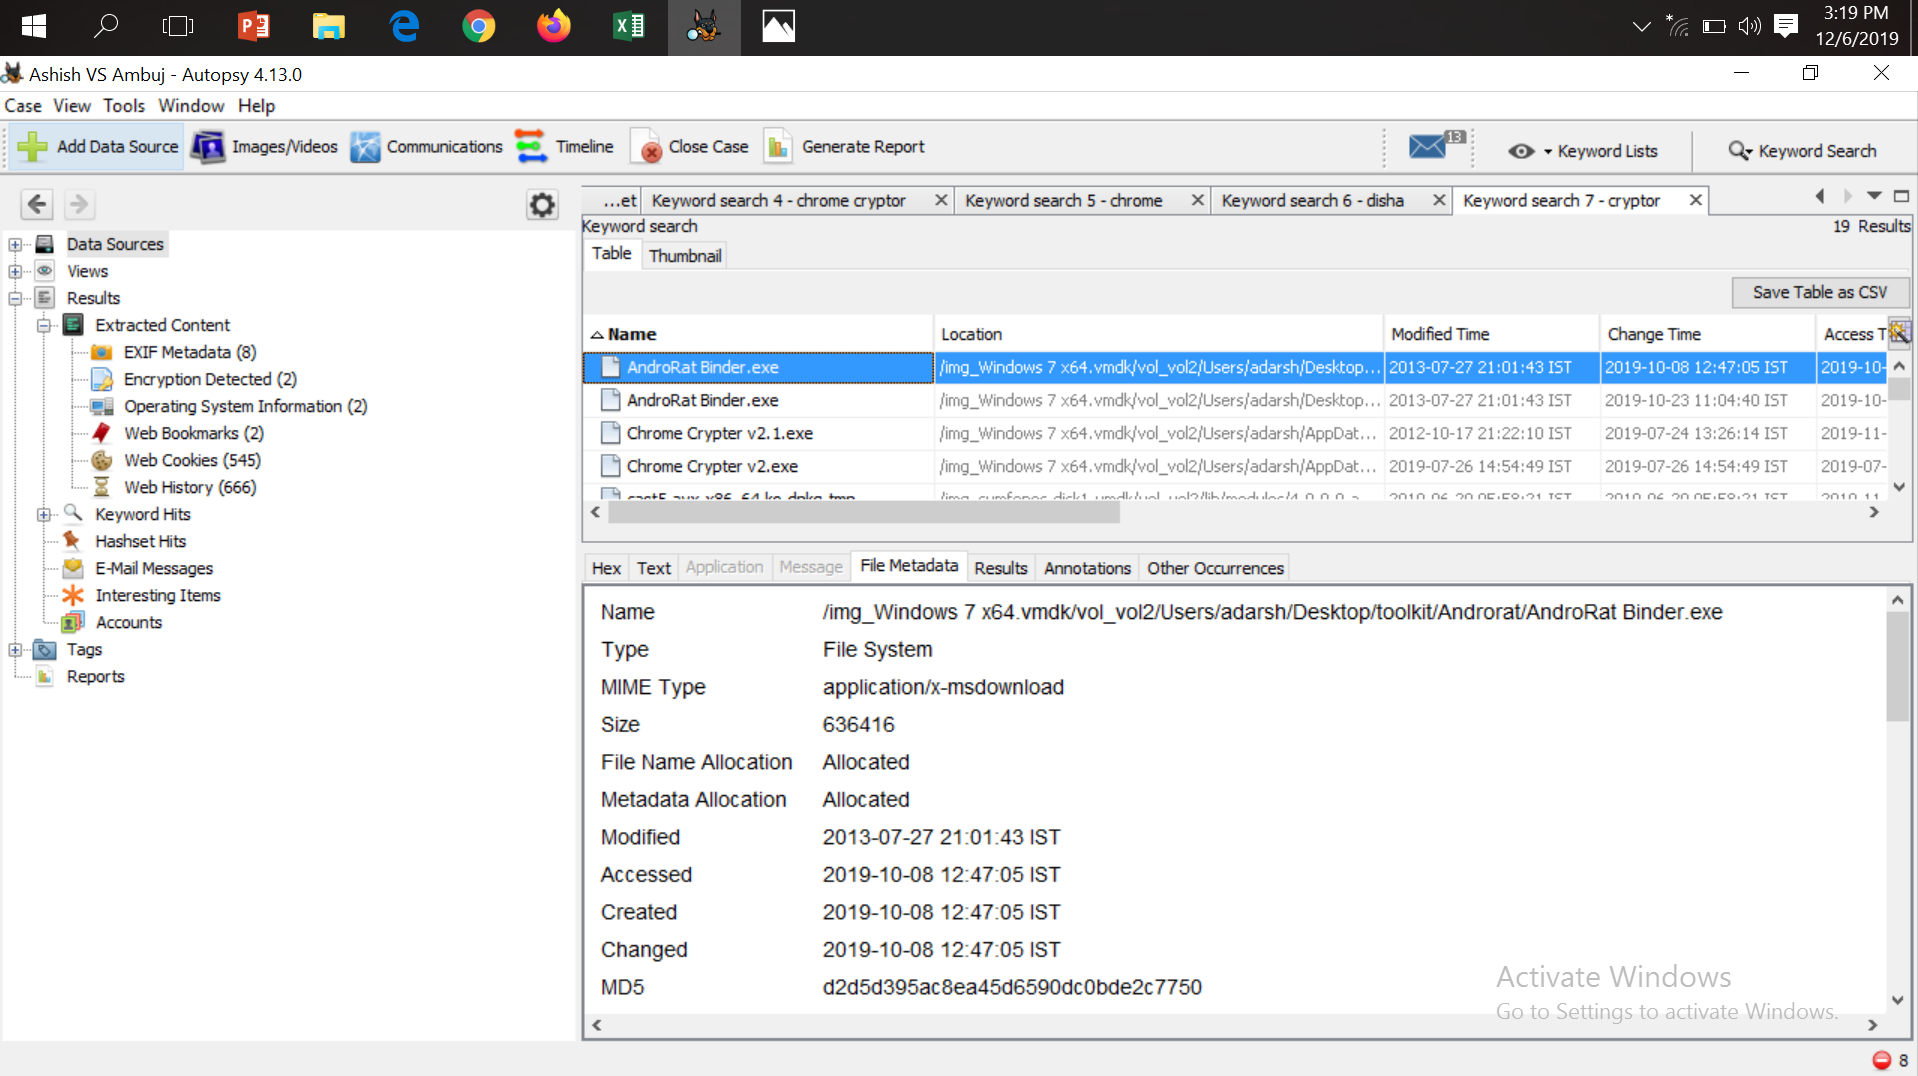 3:19 PM
12/6/2019
Ashish VS Ambuj - Autopsy 4.13.0
Case View Tools Window Help
Add Data Source Images/Videos Communications Timeline Close Case Generate Report 13 Keyword Lists Keyword Search
...et Keyword search 4 - chrome cryptor Keyword search 5 - chrome Keyword search 6 - disha Keyword search 7 - cryptor
Keyword search 19 Results
Table Thumbnail
Save Table as CSV
Name Location Modified Time Change Time Access T
AndroRat Binder.exe /img_Windows 7 x64.vmdk/vol_vol2/Users/adarsh/Desktop... 2013-07-27 21:01:43 IST 2019-10-08 12:47:05 IST 2019-10-
AndroRat Binder.exe /img_Windows 7 x64.vmdk/vol_vol2/Users/adarsh/Desktop... 2013-07-27 21:01:43 IST 2019-10-23 11:04:40 IST 2019-10-
Chrome Crypter v2.1.exe /img_Windows 7 x64.vmdk/vol_vol2/Users/adarsh/AppDat... 2012-10-17 21:22:10 IST 2019-07-24 13:26:14 IST 2019-11-
Chrome Crypter v2.exe /img_Windows 7 x64.vmdk/vol_vol2/Users/adarsh/AppDat... 2019-07-26 14:54:49 IST 2019-07-26 14:54:49 IST 2019-07-
Data Sources
Views
Results
Extracted Content
EXIF Metadata (8)
Encryption Detected (2)
Operating System Information (2)
Web Bookmarks (2)
Web Cookies (545)
Web History (666)
Keyword Hits
Hashset Hits
E-Mail Messages
Interesting Items
Accounts
Tags
Reports
Hex Text Application Message File Metadata Results Annotations Other Occurrences
Name /img_Windows 7 x64.vmdk/vol_vol2/Users/adarsh/Desktop/toolkit/Androrat/AndroRat Binder.exe
Type File System
MIME Type application/x-msdownload
Size 636416
File Name Allocation Allocated
Metadata Allocation Allocated
Modified 2013-07-27 21:01:43 IST
Accessed 2019-10-08 12:47:05 IST
Created 2019-10-08 12:47:05 IST
Changed 2019-10-08 12:47:05 IST
MD5 d2d5d395ac8ea45d6590dc0bde2c7750
Activate Windows
Go to Settings to activate Windows.
8